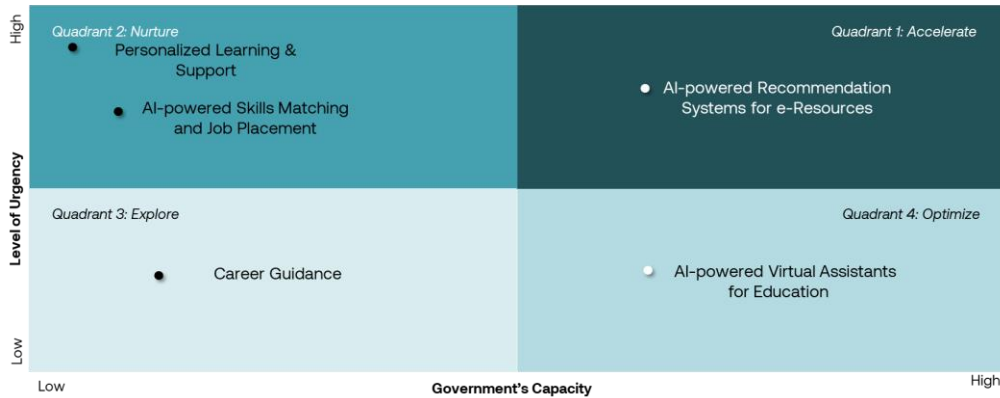 High
Quadrant 2: Nurture
Quadrant 1: Accelerate
Personalized Learning &
Support
AI-powered Recommendation
Systems for e-Resources
AI-powered Skills Matching
and Job Placement
Level of Urgency
Quadrant 3: Explore
Quadrant 4: Optimize
Career Guidance
AI-powered Virtual Assistants
for Education
Low
Low
Government’s Capacity
High